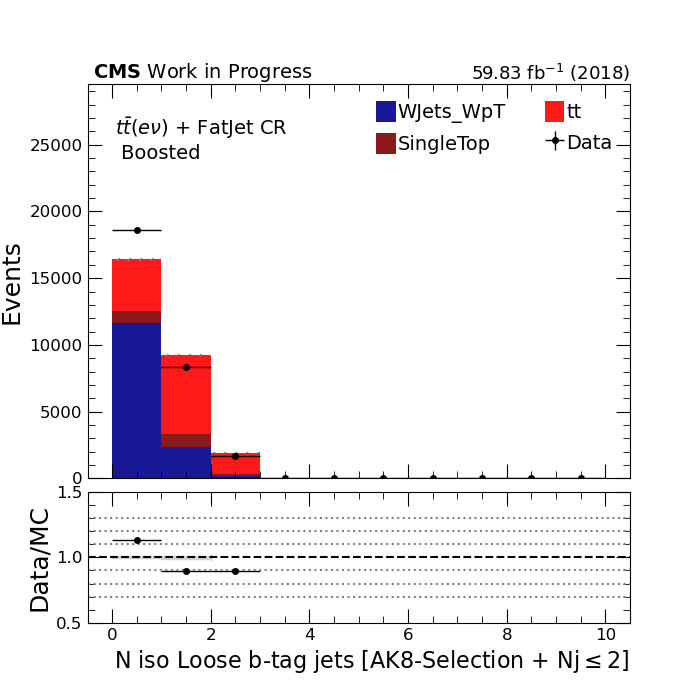 CMS Work in Progress 59.83 fb⁻¹ (2018)
tt̄(eν) + FatJet CR
Boosted
WJets_WpT tt
SingleTop Data
Events
25000
20000
15000
10000
5000
0
Data/MC
1.5
1.0
0.5
0 2 4 6 8 10
N iso Loose b-tag jets [AK8-Selection + Nj ≤ 2]